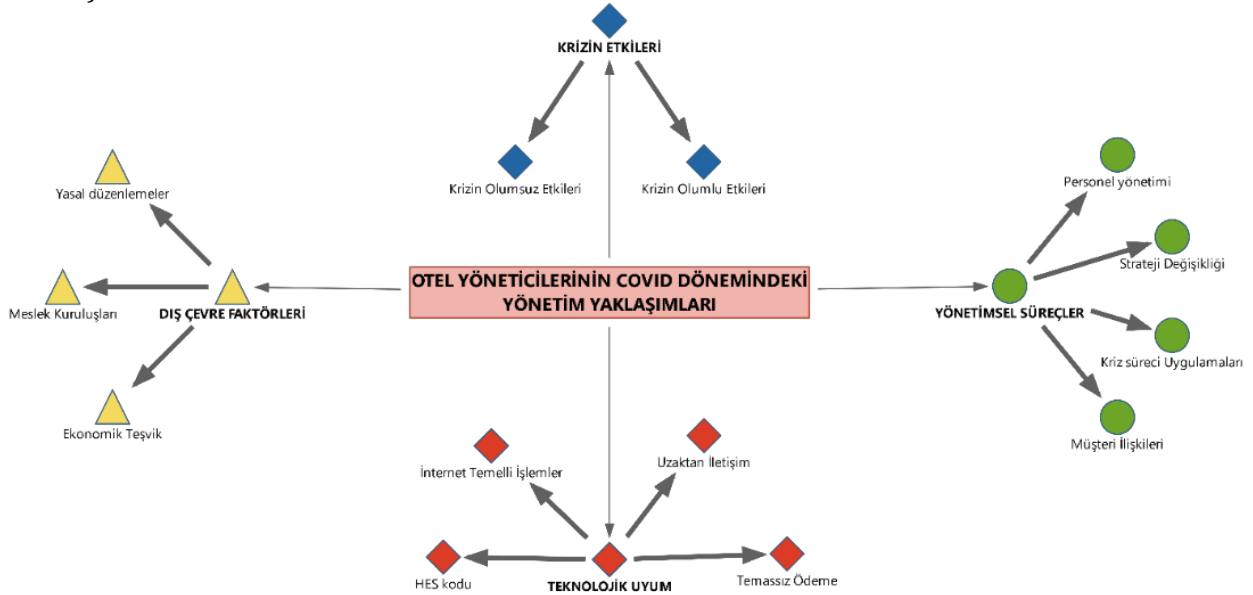 KRİZİN ETKİLERİ
Krizin Olumsuz Etkileri
Krizin Olumlu Etkileri
Yasal düzenlemeler
Meslek Kuruluşları
DIŞ ÇEVRE FAKTÖRLERİ
Ekonomik Teşvik
OTEL YÖNETİCİLERİNİN COVID DÖNEMİNDEKİ
YÖNETİM YAKLAŞIMLARI
Personel yönetimi
Strateji Değişikliği
YÖNETİMSEL SÜREÇLER
Kriz süreci Uygulamaları
Müşteri İlişkileri
İnternet Temelli İşlemler
Uzaktan İletişim
HES kodu
TEKNOLOJİK UYUM
Temassız Ödeme